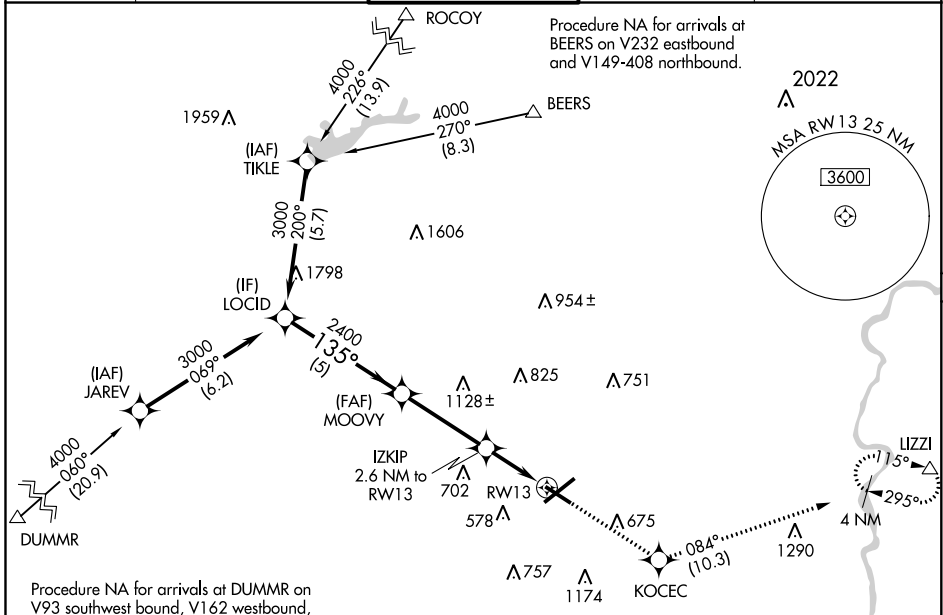 ROCOY
Procedure NA for arrivals at
BEERS on V232 eastbound
and V149-408 northbound.
4000
226°
(13.9)
2022
1959
BEERS
4000
270°
(8.3)
MSA RW13 25 NM
3600
(IAF)
TIKLE
3000
200°
(5.7)
1606
1798
(IF)
LOCID
954±
2400
135°
(5)
3000
069°
(6.2)
(IAF)
JAREV
(FAF)
MOOVY
1128±
825
751
4000
060°
(20.9)
DUMMR
IZKIP
2.6 NM to
RW13
702
RW13
578
675
LIZZI
115°
295°
4 NM
084°
(10.3)
1290
KOCEC
757
1174
Procedure NA for arrivals at DUMMR on
V93 southwest bound, V162 westbound,